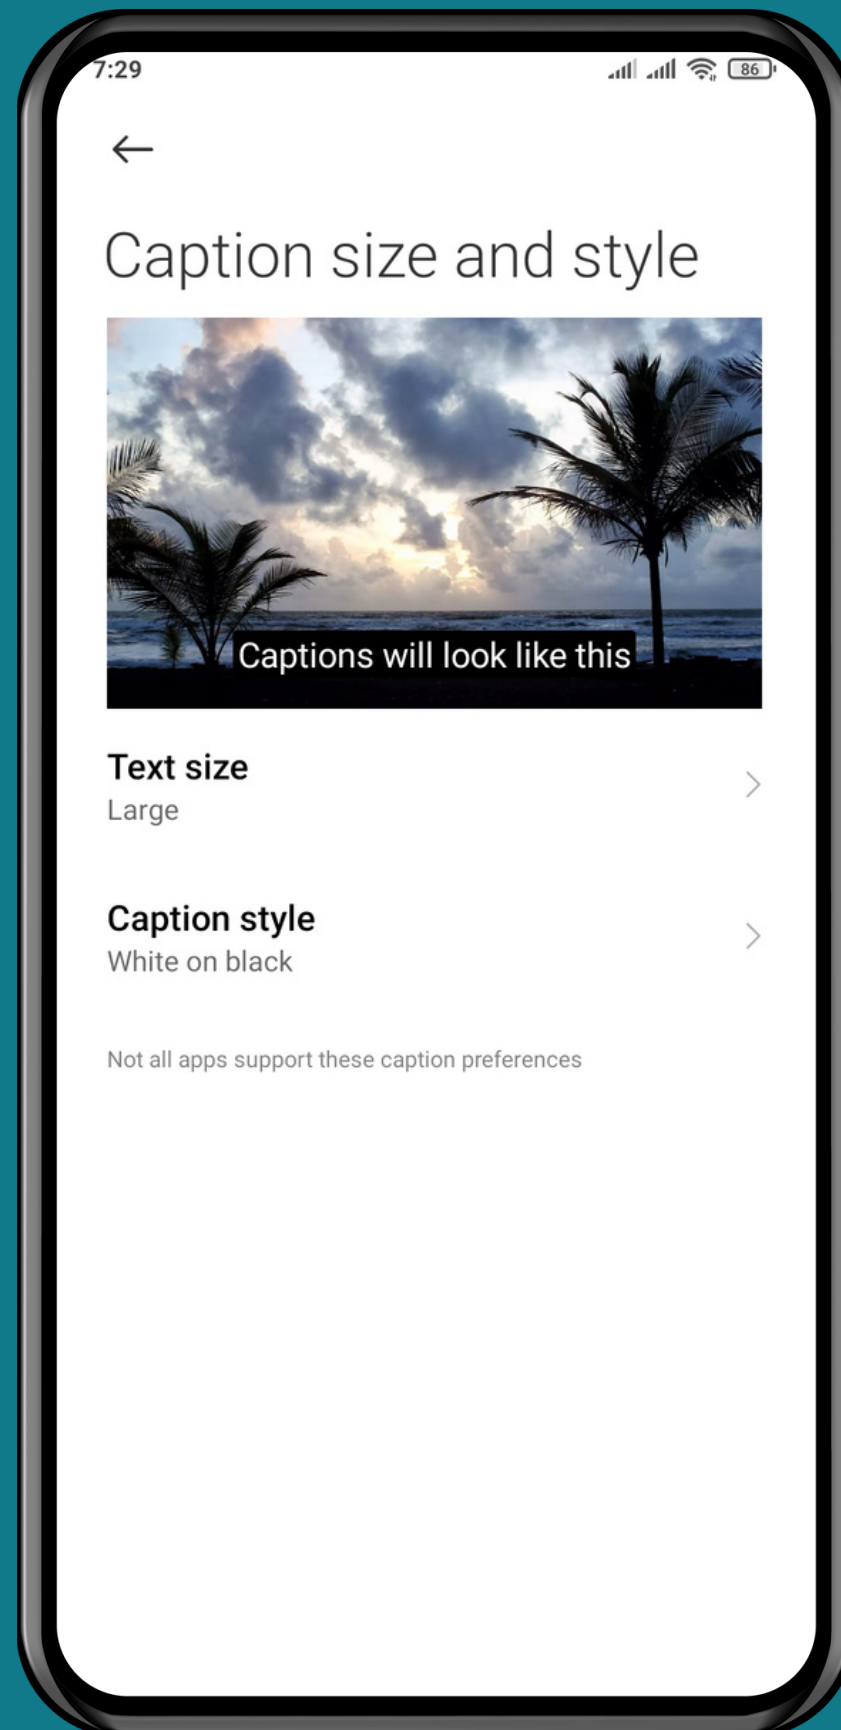 7:29
86
Caption size and style
Captions will look like this
Text size
Large
Caption style
White on black
Not all apps support these caption preferences